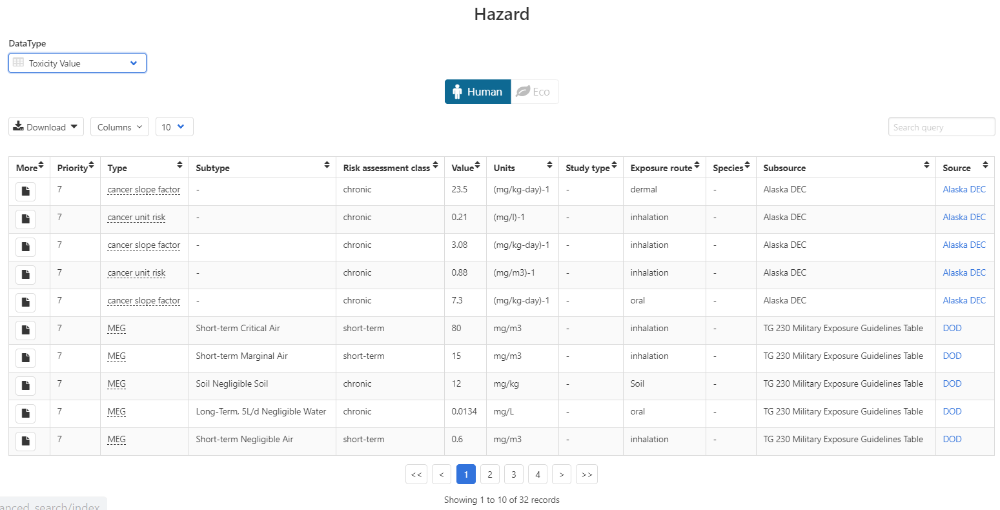 Hazard
DataType
Toxicity Value
Human Eco
Download Columns 10 Search query
More Priority Type Subtype Risk assessment class Value Units Study type Exposure route Species Subsource Source
7 cancer slope factor - chronic 23.5 (mg/kg-day)-1 - dermal - Alaska DEC Alaska DEC
7 cancer unit risk - chronic 0.21 (mg/l)-1 - inhalation - Alaska DEC Alaska DEC
7 cancer slope factor - chronic 3.08 (mg/kg-day)-1 - inhalation - Alaska DEC Alaska DEC
7 cancer unit risk - chronic 0.88 (mg/m3)-1 - inhalation - Alaska DEC Alaska DEC
7 cancer slope factor - chronic 7.3 (mg/kg-day)-1 - oral - Alaska DEC Alaska DEC
7 MEG Short-term Critical Air short-term 80 mg/m3 - inhalation - TG 230 Military Exposure Guidelines Table DOD
7 MEG Short-term Marginal Air short-term 15 mg/m3 - inhalation - TG 230 Military Exposure Guidelines Table DOD
7 MEG Soil Negligible Soil chronic 12 mg/kg - Soil - TG 230 Military Exposure Guidelines Table DOD
7 MEG Long-Term, 5L/d Negligible Water chronic 0.0134 mg/L - oral - TG 230 Military Exposure Guidelines Table DOD
7 MEG Short-term Negligible Air short-term 0.6 mg/m3 - inhalation - TG 230 Military Exposure Guidelines Table DOD
<< < 1 2 3 4 > >>
Showing 1 to 10 of 32 records
anced_search/index